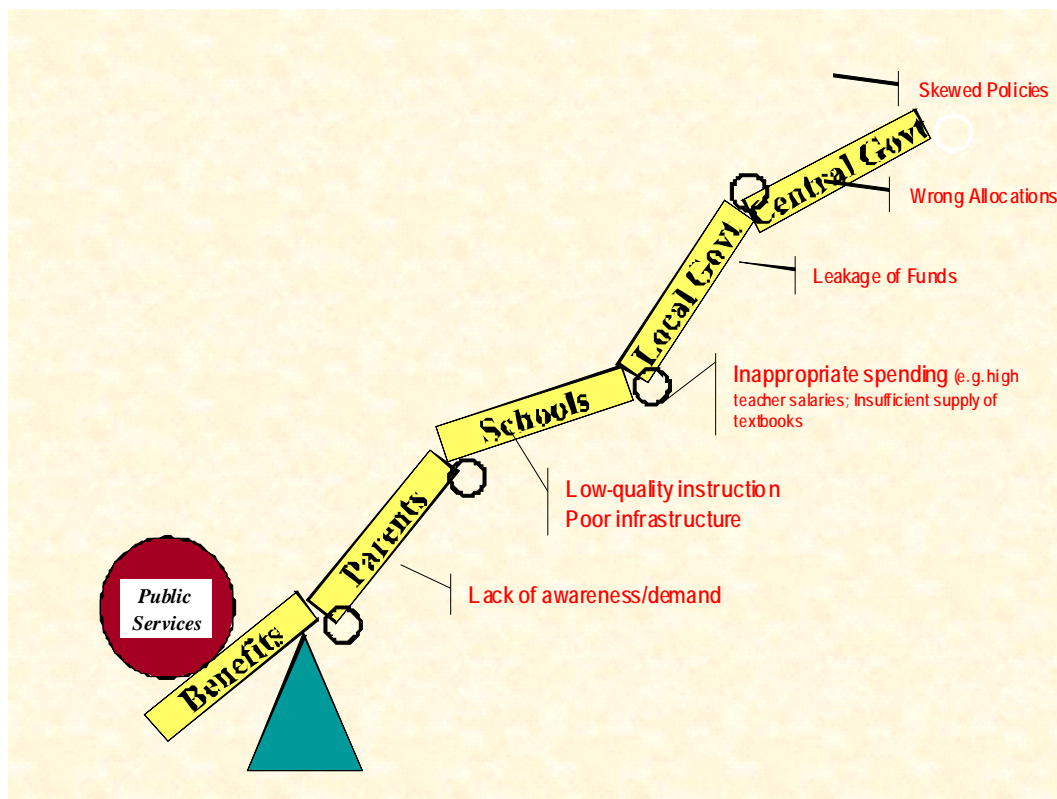 Skewed Policies
Central Govt
Wrong Allocations
Local Govt
Leakage of Funds
Inappropriate spending (e.g. high
teacher salaries; Insufficient supply of
textbooks
Schools
Low-quality instruction
Poor infrastructure
Parents
Lack of awareness/demand
Public
Services
Benefits